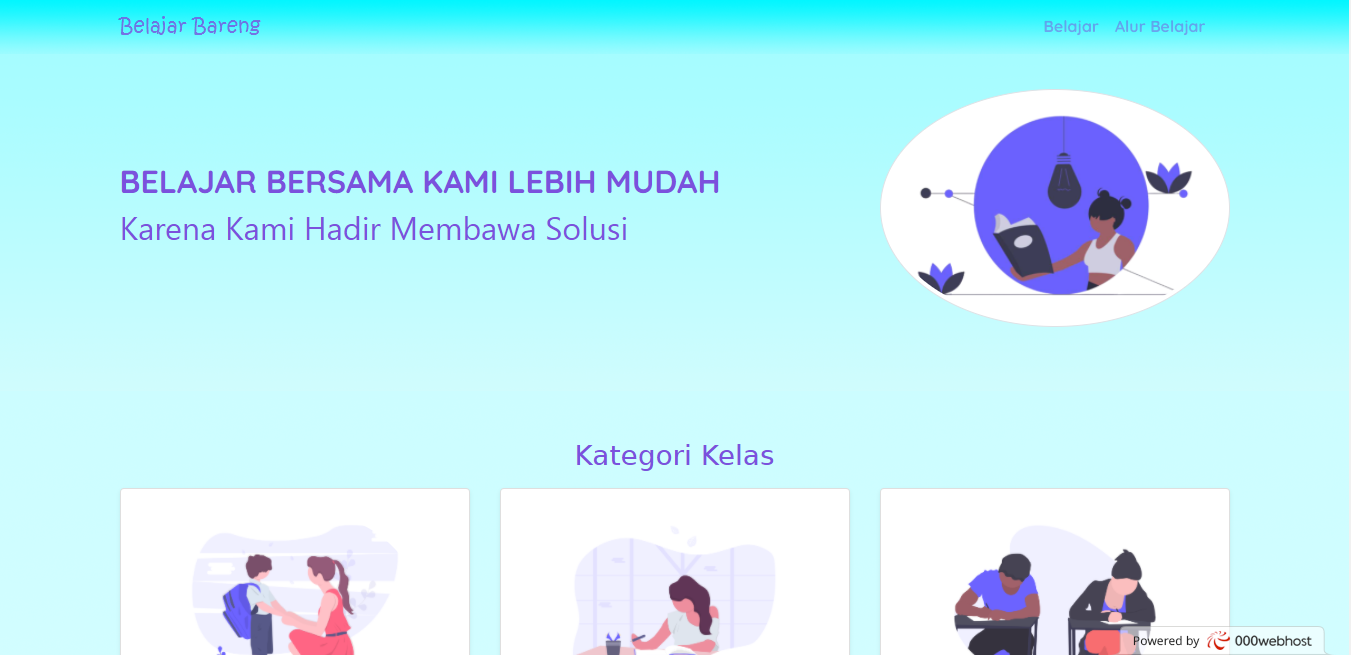 Belajar Bareng
Belajar
Alur Belajar
BELAJAR BERSAMA KAMI LEBIH MUDAH
Karena Kami Hadir Membawa Solusi
Kategori Kelas
Powered by 000webhost